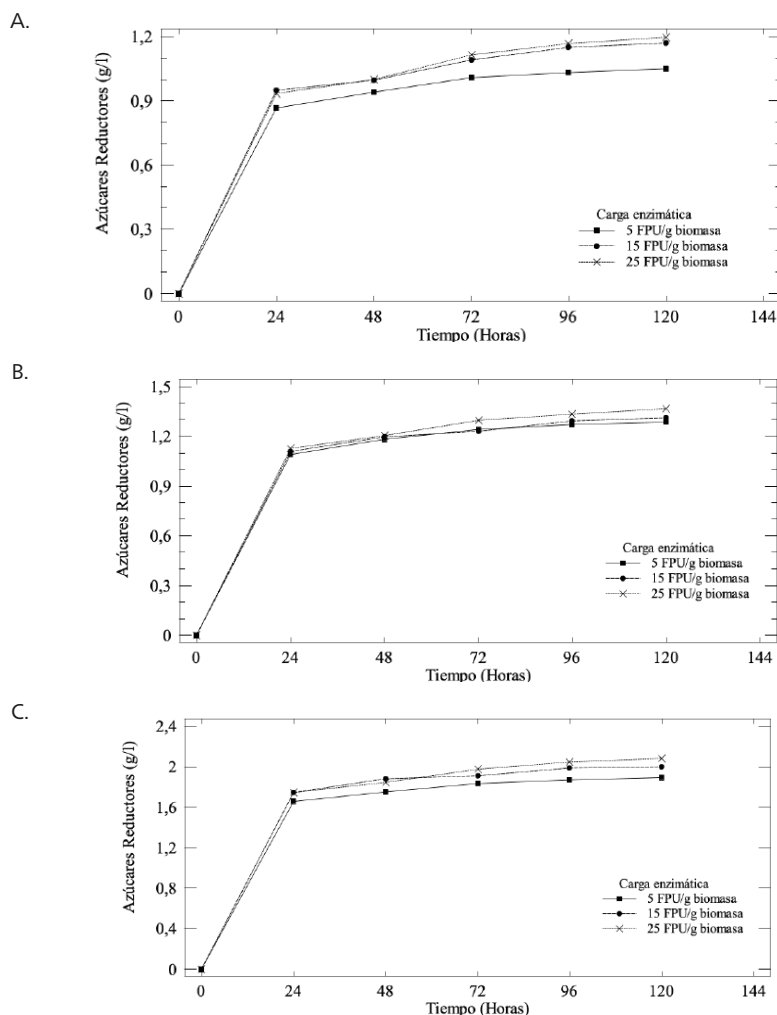 A.
Azúcares Reductores (g/l)
1,2
0,9
0,6
0,3
0
0 24 48 72 96 120 144
Tiempo (Horas)
Carga enzimática
5 FPU/g biomasa
15 FPU/g biomasa
25 FPU/g biomasa
B.
Azúcares Reductores (g/l)
1,5
1,2
0,9
0,6
0,3
0
0 24 48 72 96 120 144
Tiempo (Horas)
Carga enzimática
5 FPU/g biomasa
15 FPU/g biomasa
25 FPU/g biomasa
C.
Azúcares Reductores (g/l)
2,4
2
1,6
1,2
0,8
0,4
0
0 24 48 72 96 120 144
Tiempo (Horas)
Carga enzimática
5 FPU/g biomasa
15 FPU/g biomasa
25 FPU/g biomasa